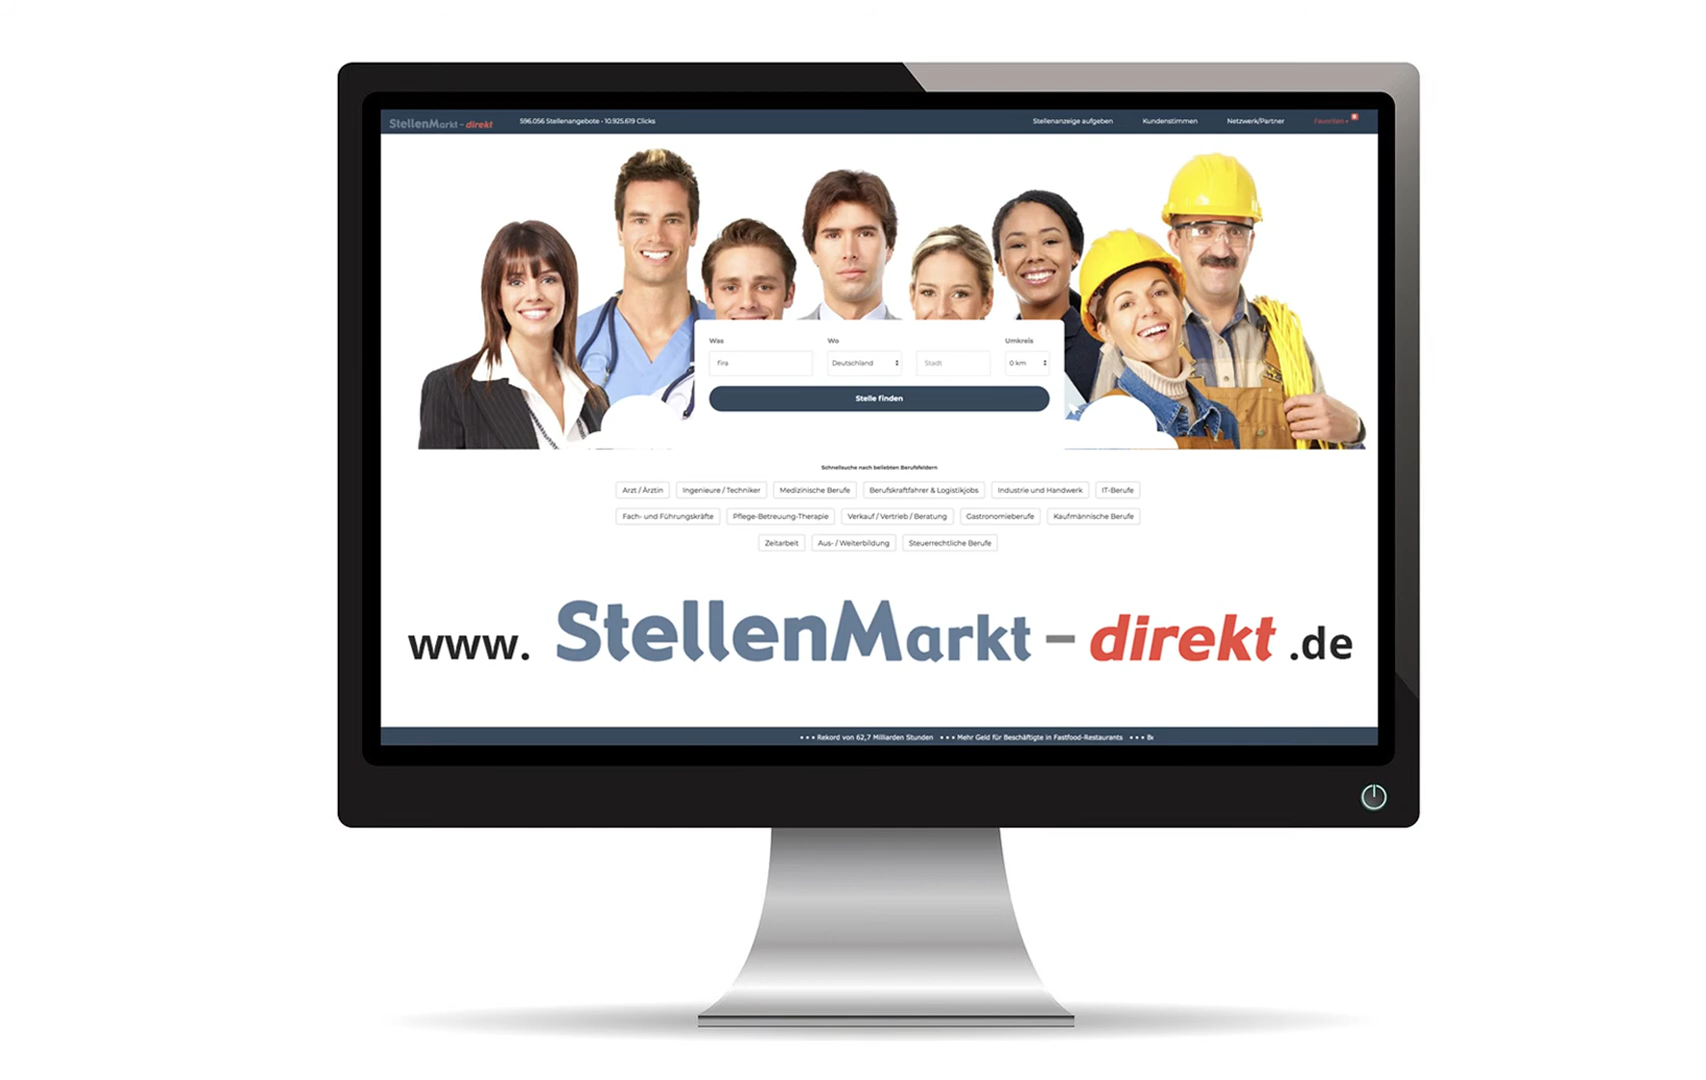 StellenMarkt - direkt 596.056 Stellenangebote - 10.925.619 Clicks Stellenanzeige aufgeben Kundenstimmen Netzwerk/Partner Favoriten
Was Wo Umkreis
fira Deutschland Stadt 0 km
Stelle finden
Schnellsuche nach beliebten Berufsfeldern
Arzt / Ärztin Ingenieure / Techniker Medizinische Berufe Berufskraftfahrer & Logistikjobs Industrie und Handwerk IT-Berufe
Fach- und Führungskräfte Pflege-Betreuung-Therapie Verkauf / Vertrieb / Beratung Gastronomieberufe Kaufmännische Berufe
Zeitarbeit Aus- / Weiterbildung Steuerrechtliche Berufe
www. StellenMarkt - direkt .de
• • • Rekord von 62,7 Milliarden Stunden • • • Mehr Geld für Beschäftigte in Fastfood-Restaurants • • •